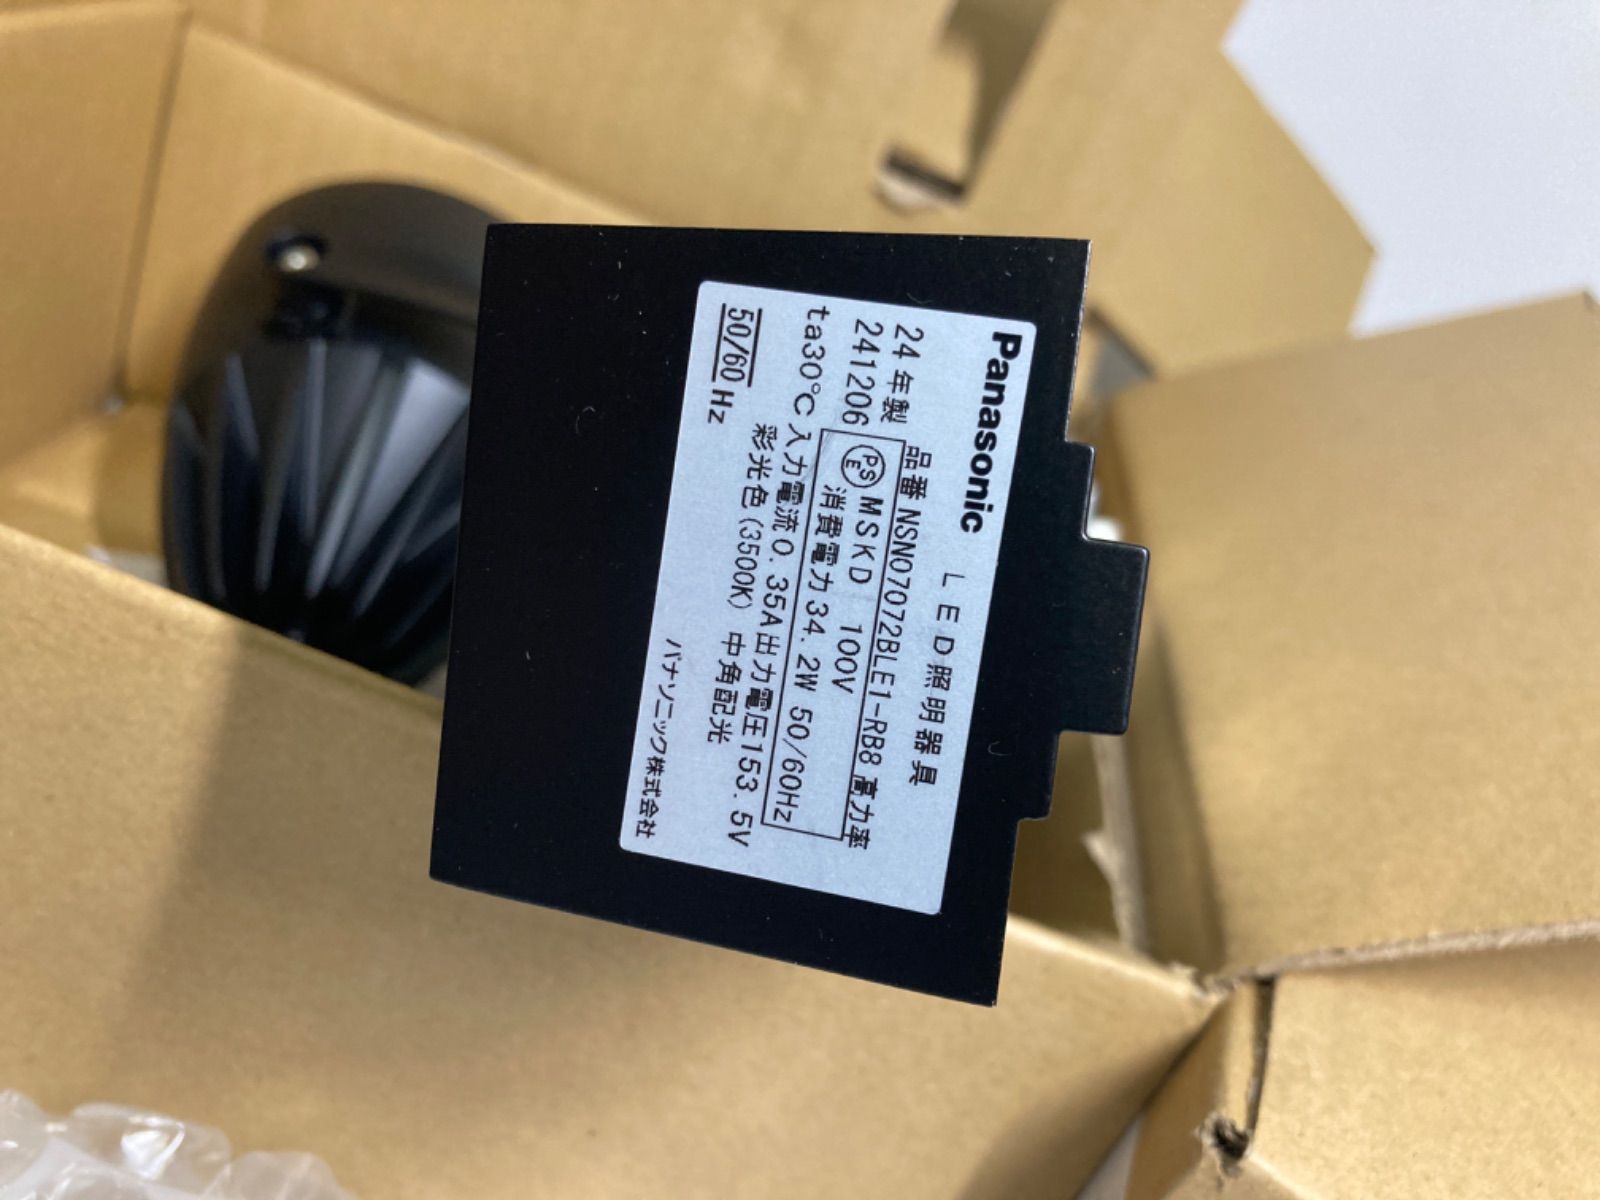 Panasonic LED照明器具
24年製 品番 NSN07072BLE1-RB8 高力率
241206 PSE MSKD 100V
消費電力34.2W 50/60Hz
ta30℃ 入力電流0.35A出力電圧153.5V
彩光色(3500K) 中角配光
50/60 Hz
パナソニック株式会社